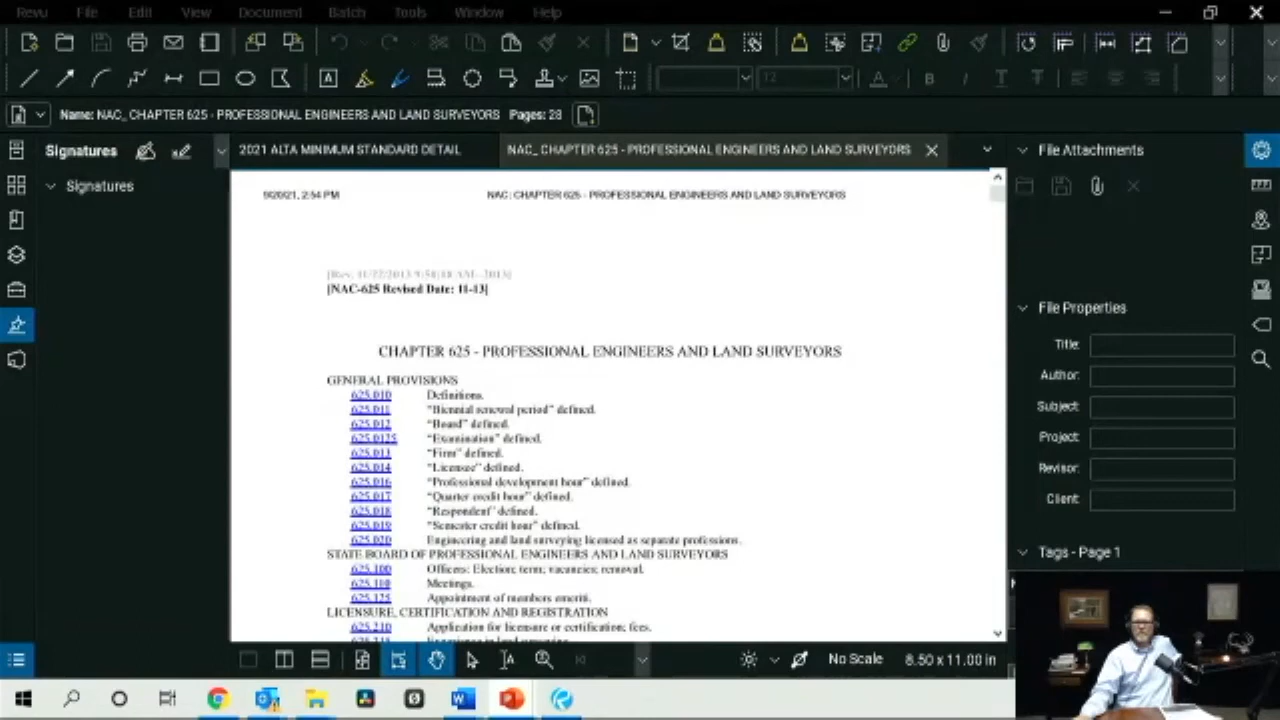 Revu File Edit View Document Batch Tools Window Help
12
Name: NAC_ CHAPTER 625 - PROFESSIONAL ENGINEERS AND LAND SURVEYORS Pages: 28
Signatures
2021 ALTA MINIMUM STANDARD DETAIL
NAC_ CHAPTER 625 - PROFESSIONAL ENGINEERS AND LAND SURVEYORS
File Attachments
Signatures
9/20/21, 2:54 PM
NAC: CHAPTER 625 - PROFESSIONAL ENGINEERS AND LAND SURVEYORS
[NAC-625 Revised Date: 11-13]
CHAPTER 625 - PROFESSIONAL ENGINEERS AND LAND SURVEYORS
GENERAL PROVISIONS
625.010 Definitions.
625.011 “Biennial renewal period” defined.
625.012 “Board” defined.
625.0125 “Examination” defined.
625.013 “Firm” defined.
625.014 “Licensee” defined.
625.016 “Professional development hour” defined.
625.017 “Quarter credit hour” defined.
625.018 “Respondent” defined.
625.019 “Semester credit hour” defined.
625.020 Engineering and land surveying licensed as separate professions.
STATE BOARD OF PROFESSIONAL ENGINEERS AND LAND SURVEYORS
625.100 Officers: Election; term; vacancies; removal.
625.110 Meetings.
625.125 Appointment of members emeriti.
LICENSURE, CERTIFICATION AND REGISTRATION
625.210 Application for licensure or certification; fees.
File Properties
Title:
Author:
Subject:
Project:
Revisor:
Client:
Tags - Page 1
No Scale 8.50 x 11.00 in